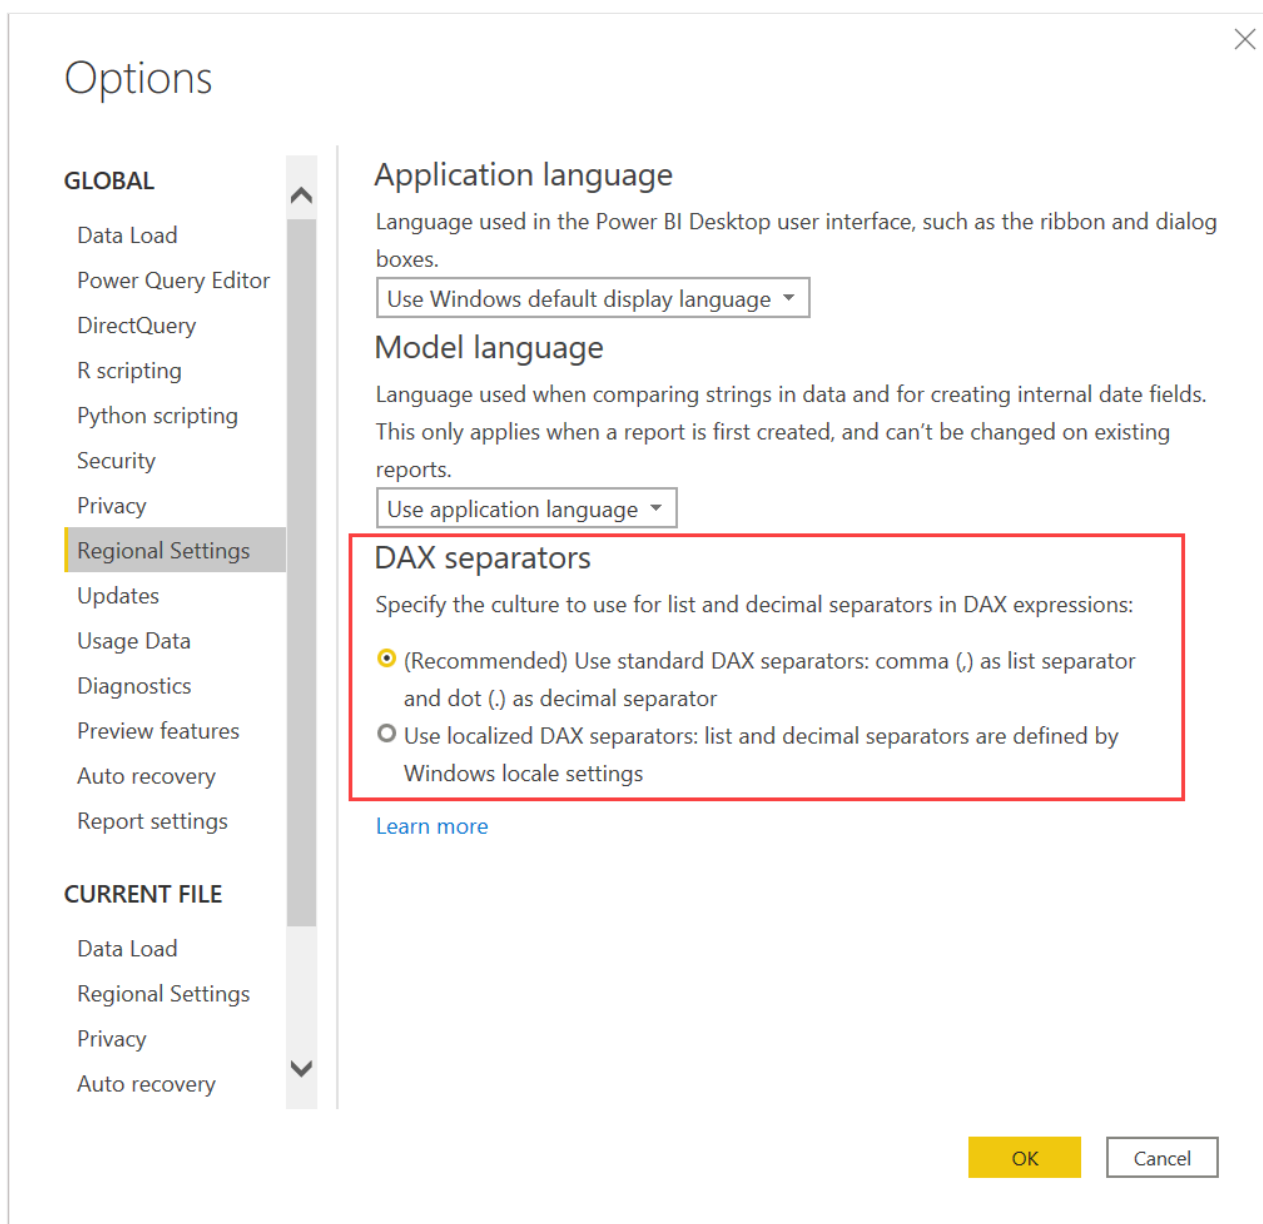 Options
GLOBAL
Data Load
Power Query Editor
DirectQuery
R scripting
Python scripting
Security
Privacy
Regional Settings
Updates
Usage Data
Diagnostics
Preview features
Auto recovery
Report settings
CURRENT FILE
Data Load
Regional Settings
Privacy
Auto recovery
Application language
Language used in the Power BI Desktop user interface, such as the ribbon and dialog
boxes.
Use Windows default display language
Model language
Language used when comparing strings in data and for creating internal date fields.
This only applies when a report is first created, and can't be changed on existing
reports.
Use application language
DAX separators
Specify the culture to use for list and decimal separators in DAX expressions:
(Recommended) Use standard DAX separators: comma (,) as list separator
and dot (.) as decimal separator
Use localized DAX separators: list and decimal separators are defined by
Windows locale settings
Learn more
OK
Cancel